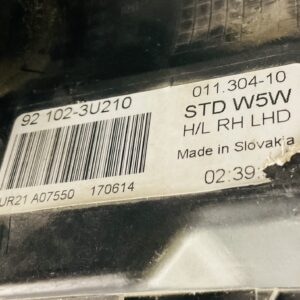 92 102-3U210
UR21 A07550 170614
011.304-10
STD W5W
H/L RH LHD
Made in Slovakia
02:39: